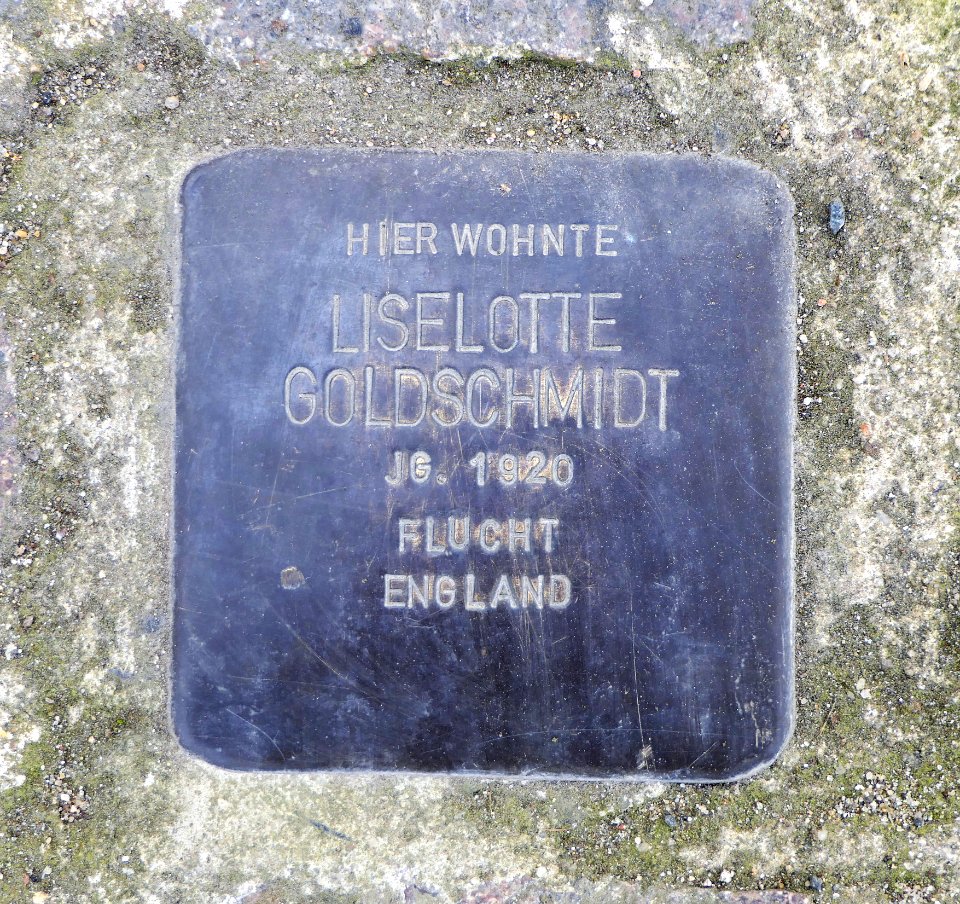 HIER WOHNTE
LISELOTTE
GOLDSCHMIDT
JG. 1920
FLUCHT
ENGLAND